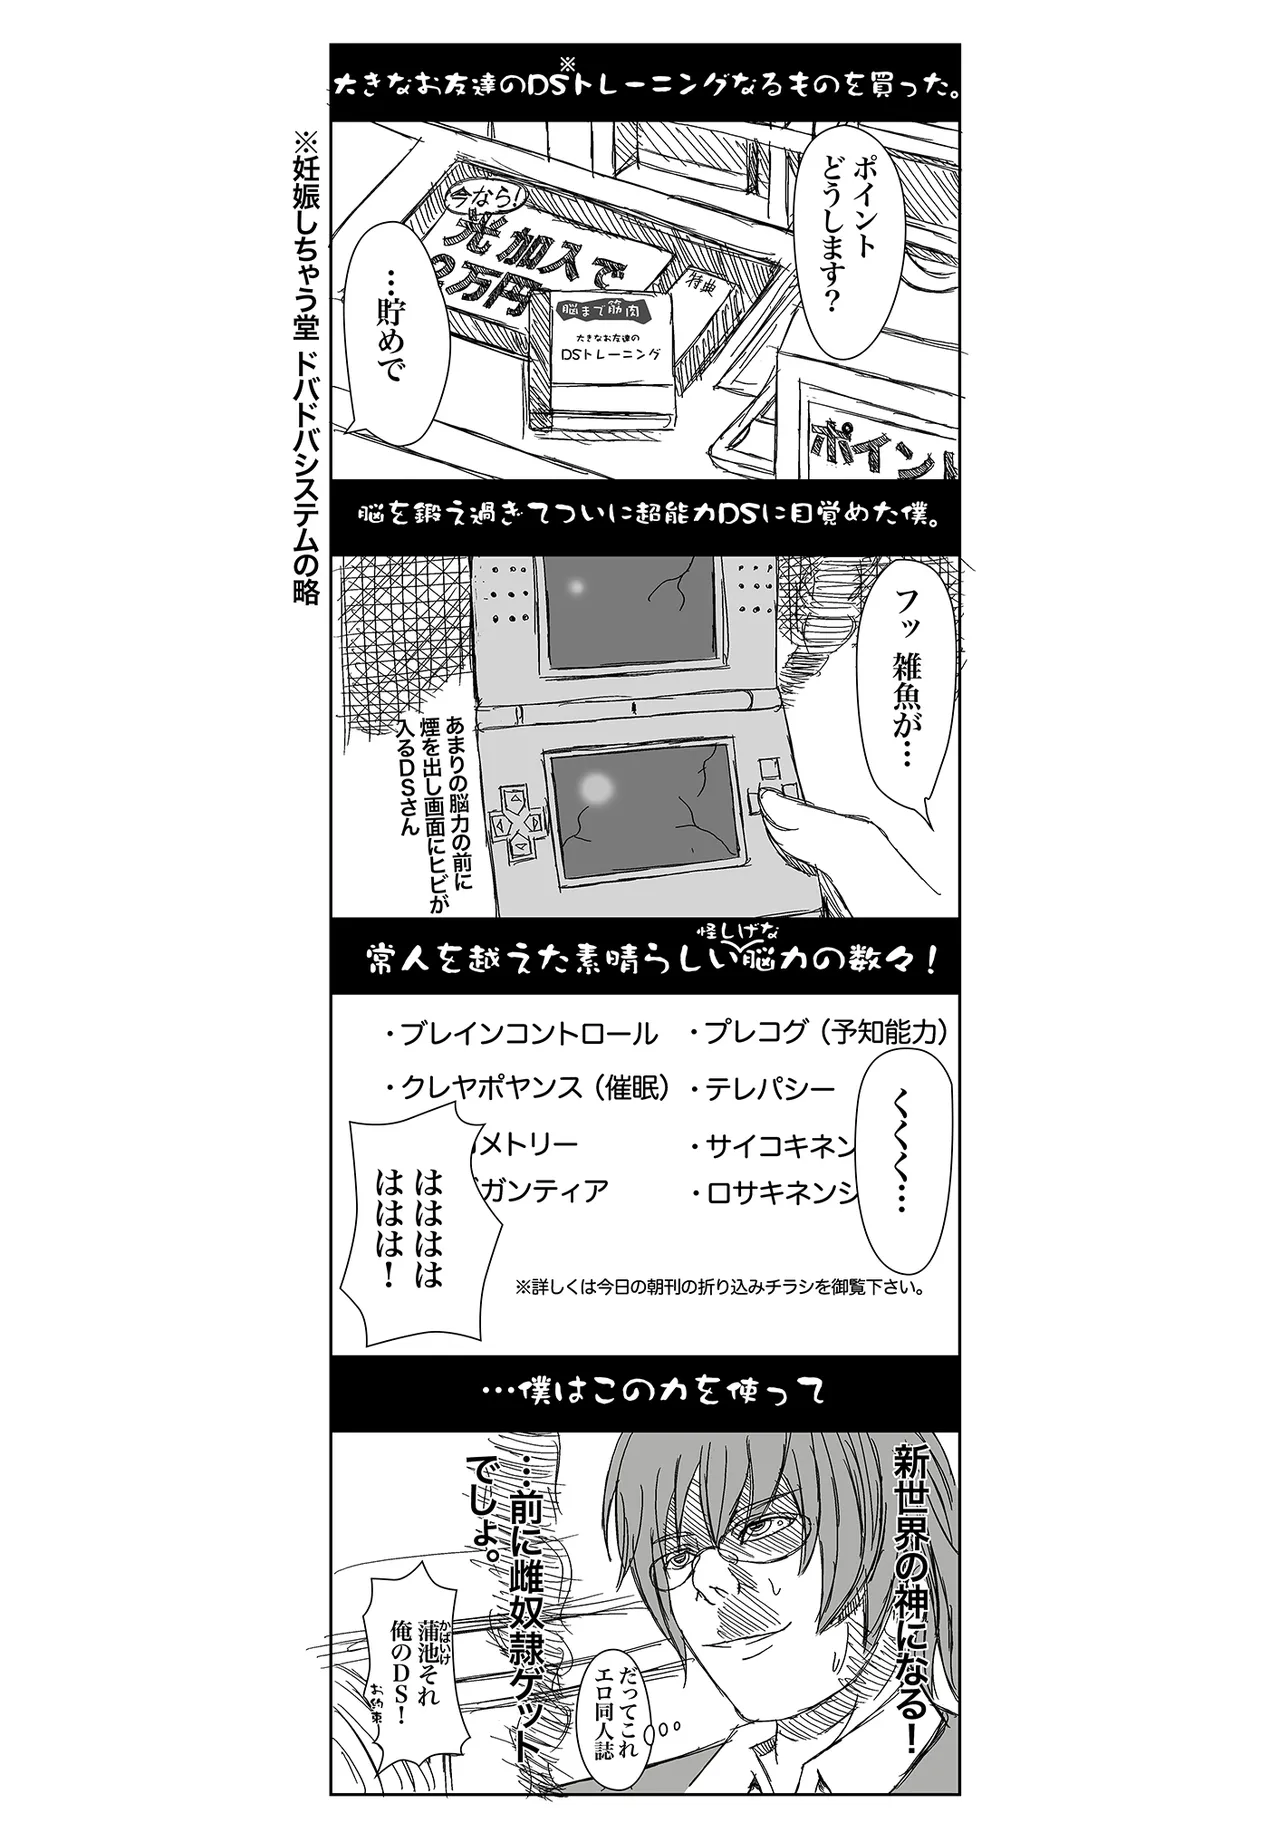 ※
大きなお友達のDSトレーニングなるものを買った。
※妊娠しちゃう堂 ドバドバシステムの略
ポイント
どうします?
今なら!
光加入で
2万円
特典
脳まで筋肉
大きなお友達の
DSトレーニング
…貯めで
ポイント
脳を鍛え過ぎてついに超能力DSに目覚めた僕。
フッ 雑魚が…
あまりの脳力の前に
煙を出し画面にヒビが
入るDSさん
怪しげな
常人を越えた素晴らしい脳力の数々!
・ブレインコントロール
・プレコグ(予知能力)
・クレヤボヤンス(催眠)
・テレパシー
メトリー
・サイコキネン
ガンティア
・ロサキネンシ
くくく…
はははは
ははは!
※詳しくは今日の朝刊の折り込みチラシを御覧下さい。
…僕はこの力を使って
新世界の神になる!
…前に雌奴隷ゲット
でしょ。
だってこれ
エロ同人誌
かばいけ
蒲池それ
俺のDS!
お約束